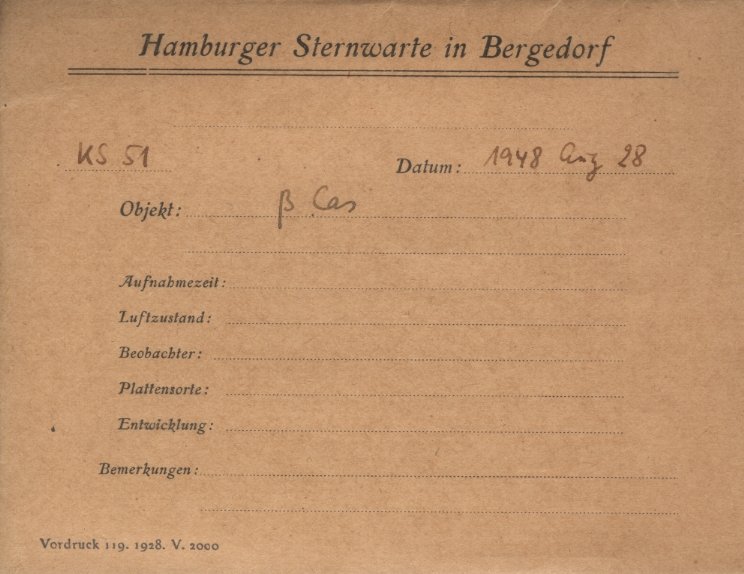 Hamburger Sternwarte in Bergedorf
KS 51 Datum: 1948 Aug 28
Objekt: β Cas
Aufnahmezeit:
Luftzustand:
Beobachter:
Plattensorte:
Entwicklung:
Bemerkungen:
Vordruck 119. 1928. V. 2000